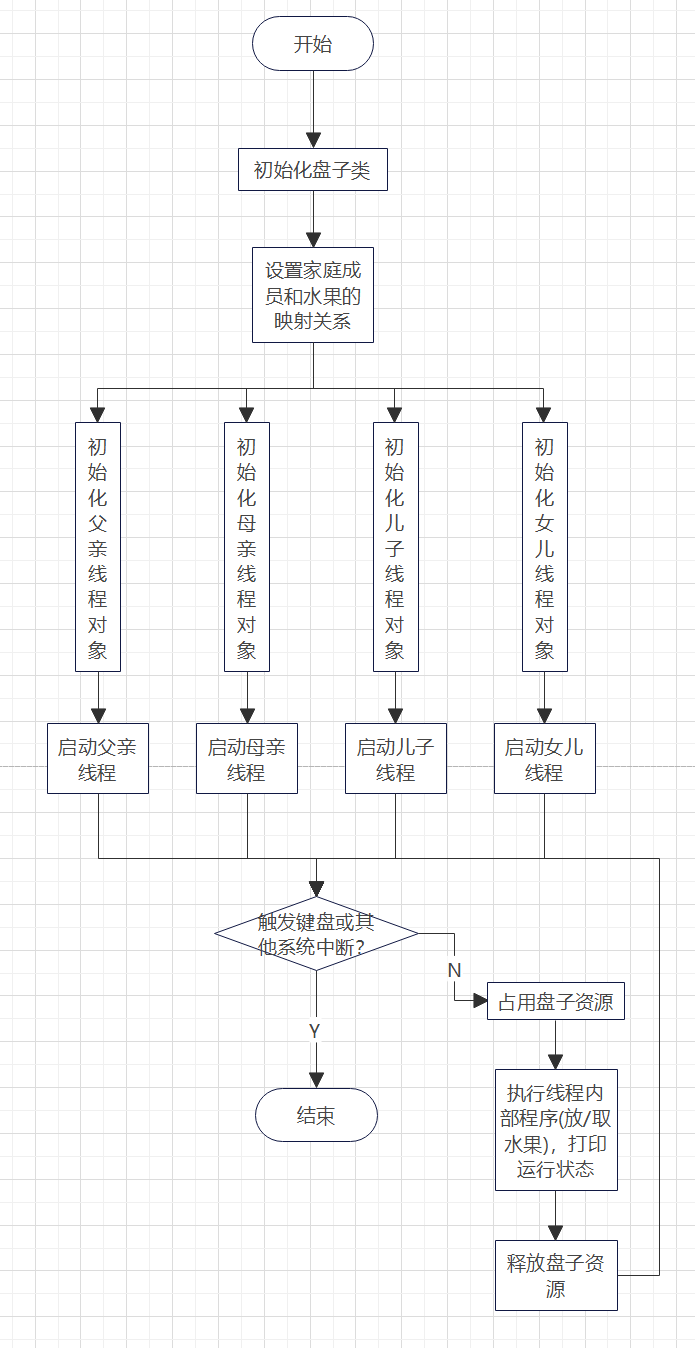 开始
初始化盘子类
设置家庭成
员和水果的
映射关系
初
始
化
父
亲
线
程
对
象
初
始
化
母
亲
线
程
对
象
初
始
化
儿
子
线
程
对
象
初
始
化
女
儿
线
程
对
象
启动父亲
线程
启动母亲
线程
启动儿子
线程
启动女儿
线程
触发键盘或其
他系统中断?
N
占用盘子资源
Y
执行线程内
部程序(放/取
水果)，打印
运行状态
结束
释放盘子资
源